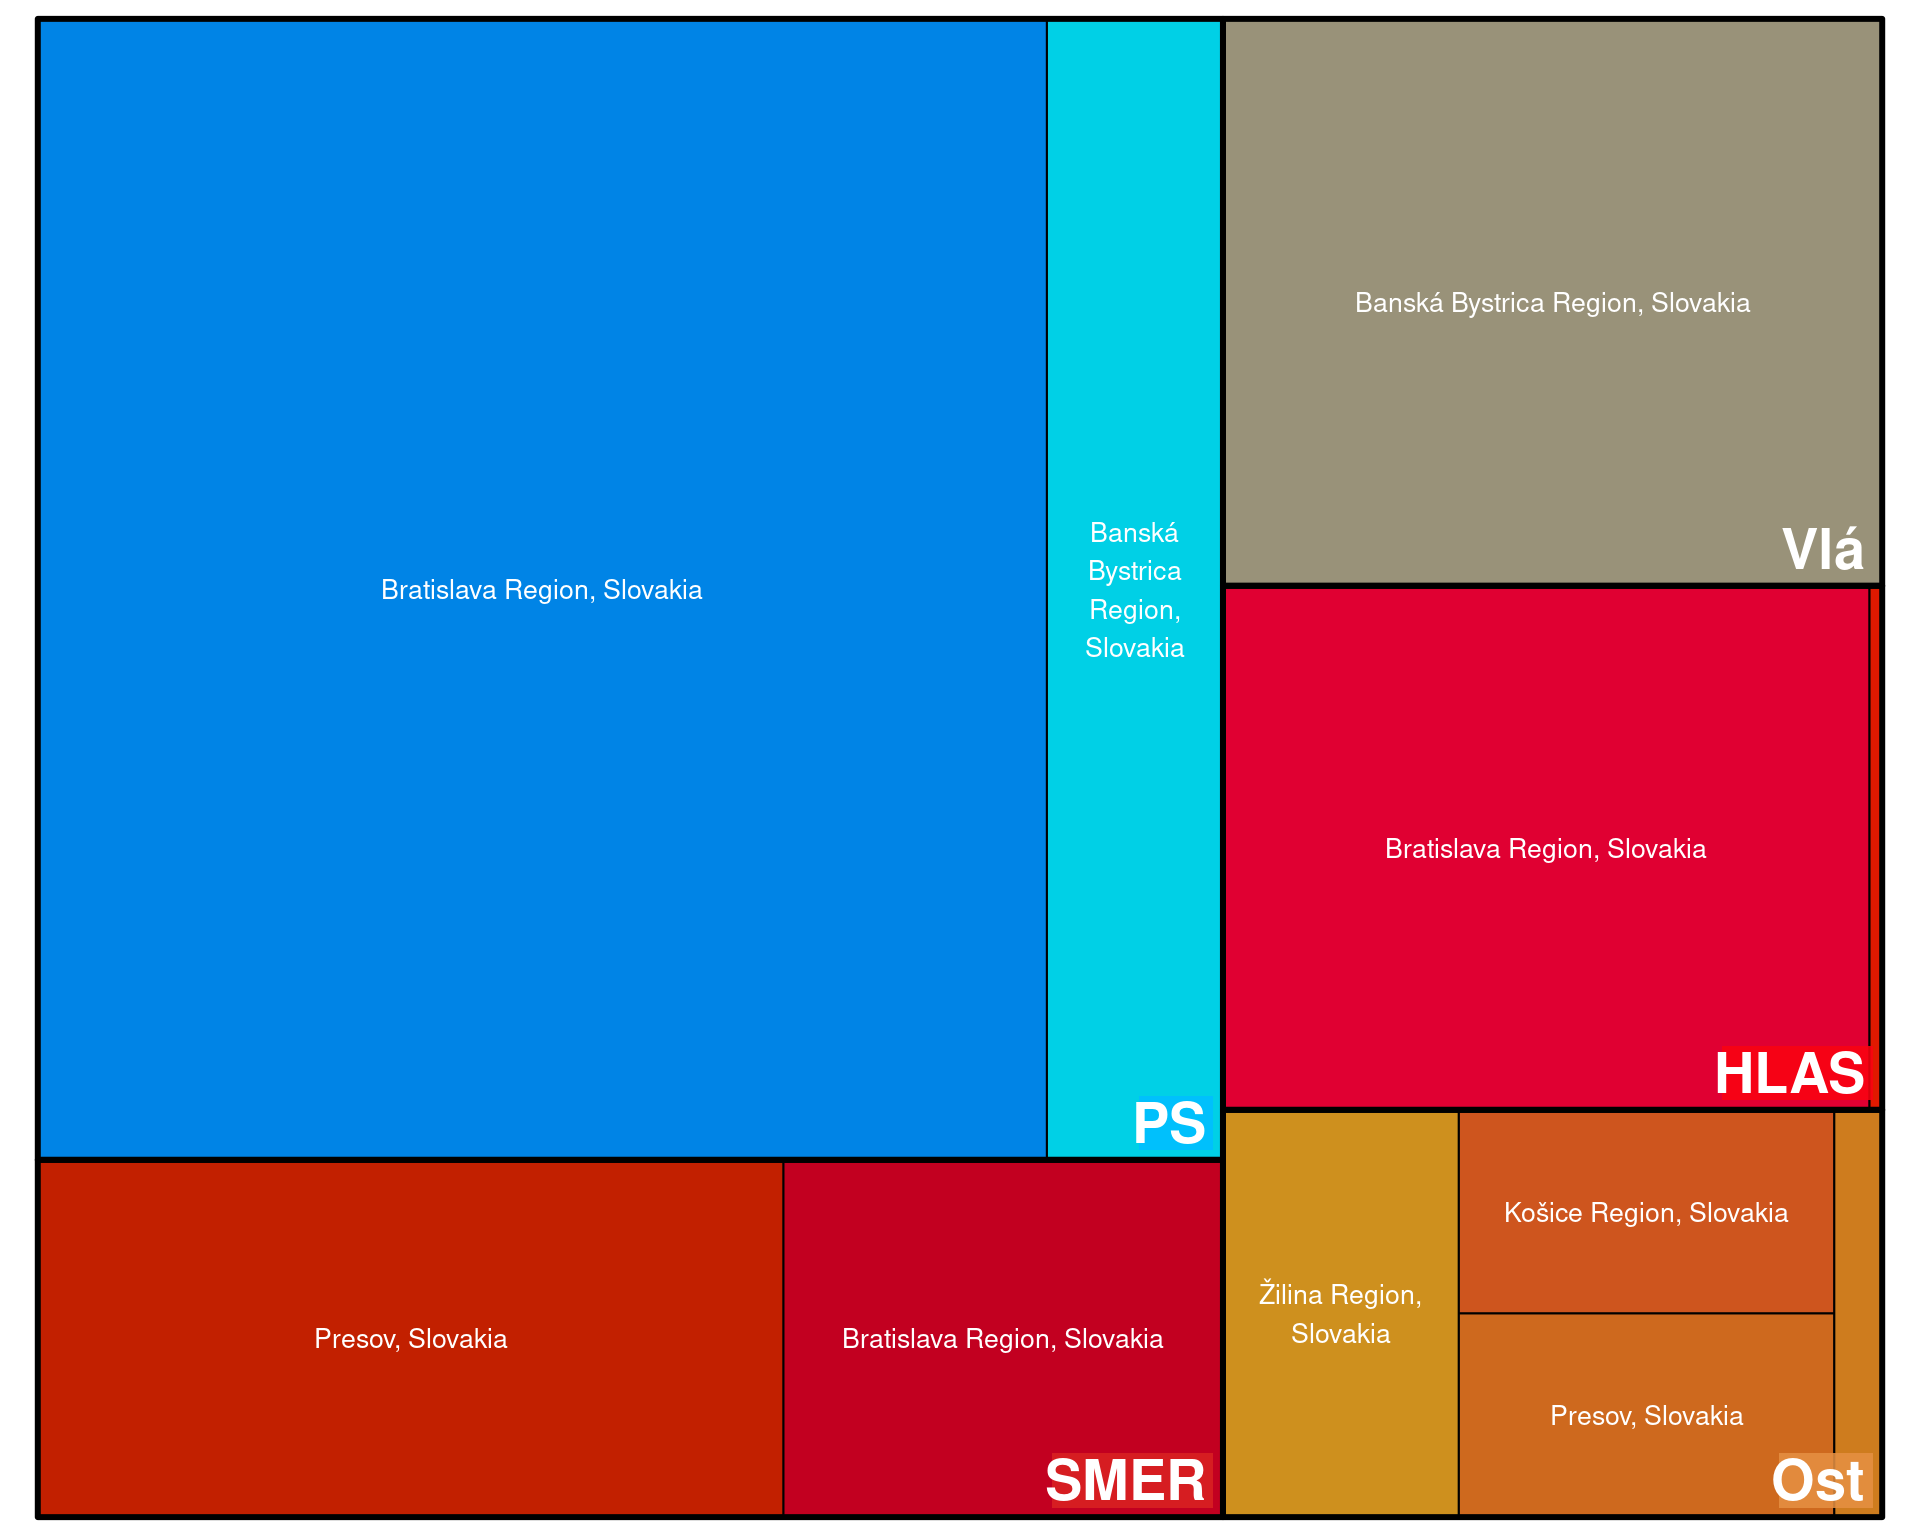 Bratislava Region, Slovakia
Banská
Bystrica
Region,
Slovakia
PS
Presov, Slovakia
Bratislava Region, Slovakia
SMER
Banská Bystrica Region, Slovakia
Vlá
Bratislava Region, Slovakia
HLAS
Žilina Region,
Slovakia
Košice Region, Slovakia
Presov, Slovakia
Ost